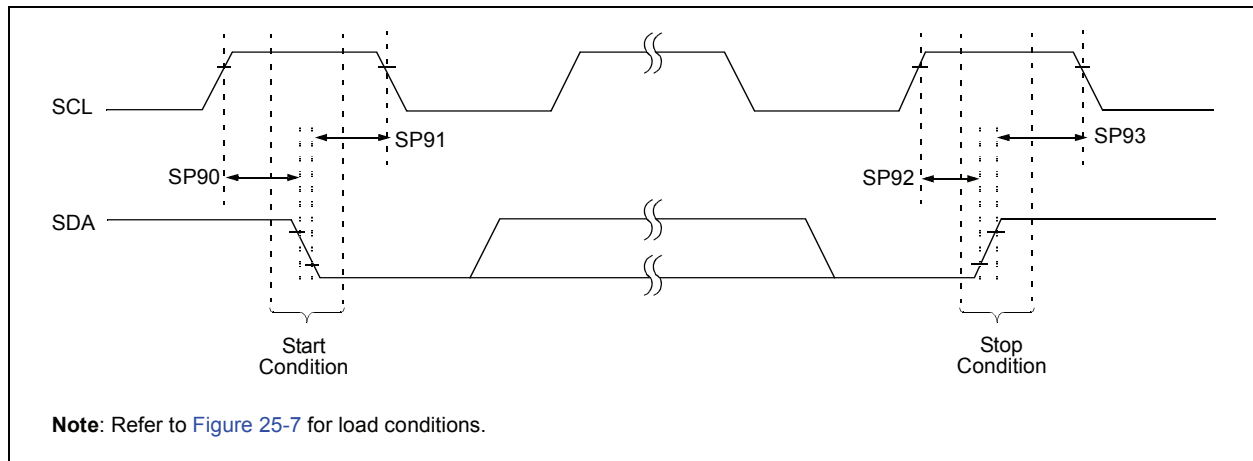 SCL
SP91
SP93
SP90
SP92
SDA
Start
Condition
Stop
Condition
Note: Refer to Figure 25-7 for load conditions.